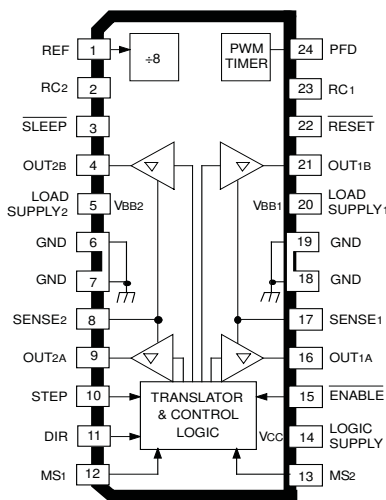 REF 1 ÷8 PWM TIMER 24 PFD
RC2 2 23 RC1
SLEEP 3 22 RESET
OUT2B 4 21 OUT1B
LOAD SUPPLY2 5 VBB2 VBB1 20 LOAD SUPPLY1
GND 6 19 GND
GND 7 18 GND
SENSE2 8 17 SENSE1
OUT2A 9 16 OUT1A
STEP 10 TRANSLATOR & CONTROL LOGIC 15 ENABLE
DIR 11 VCC 14 LOGIC SUPPLY
MS1 12 13 MS2